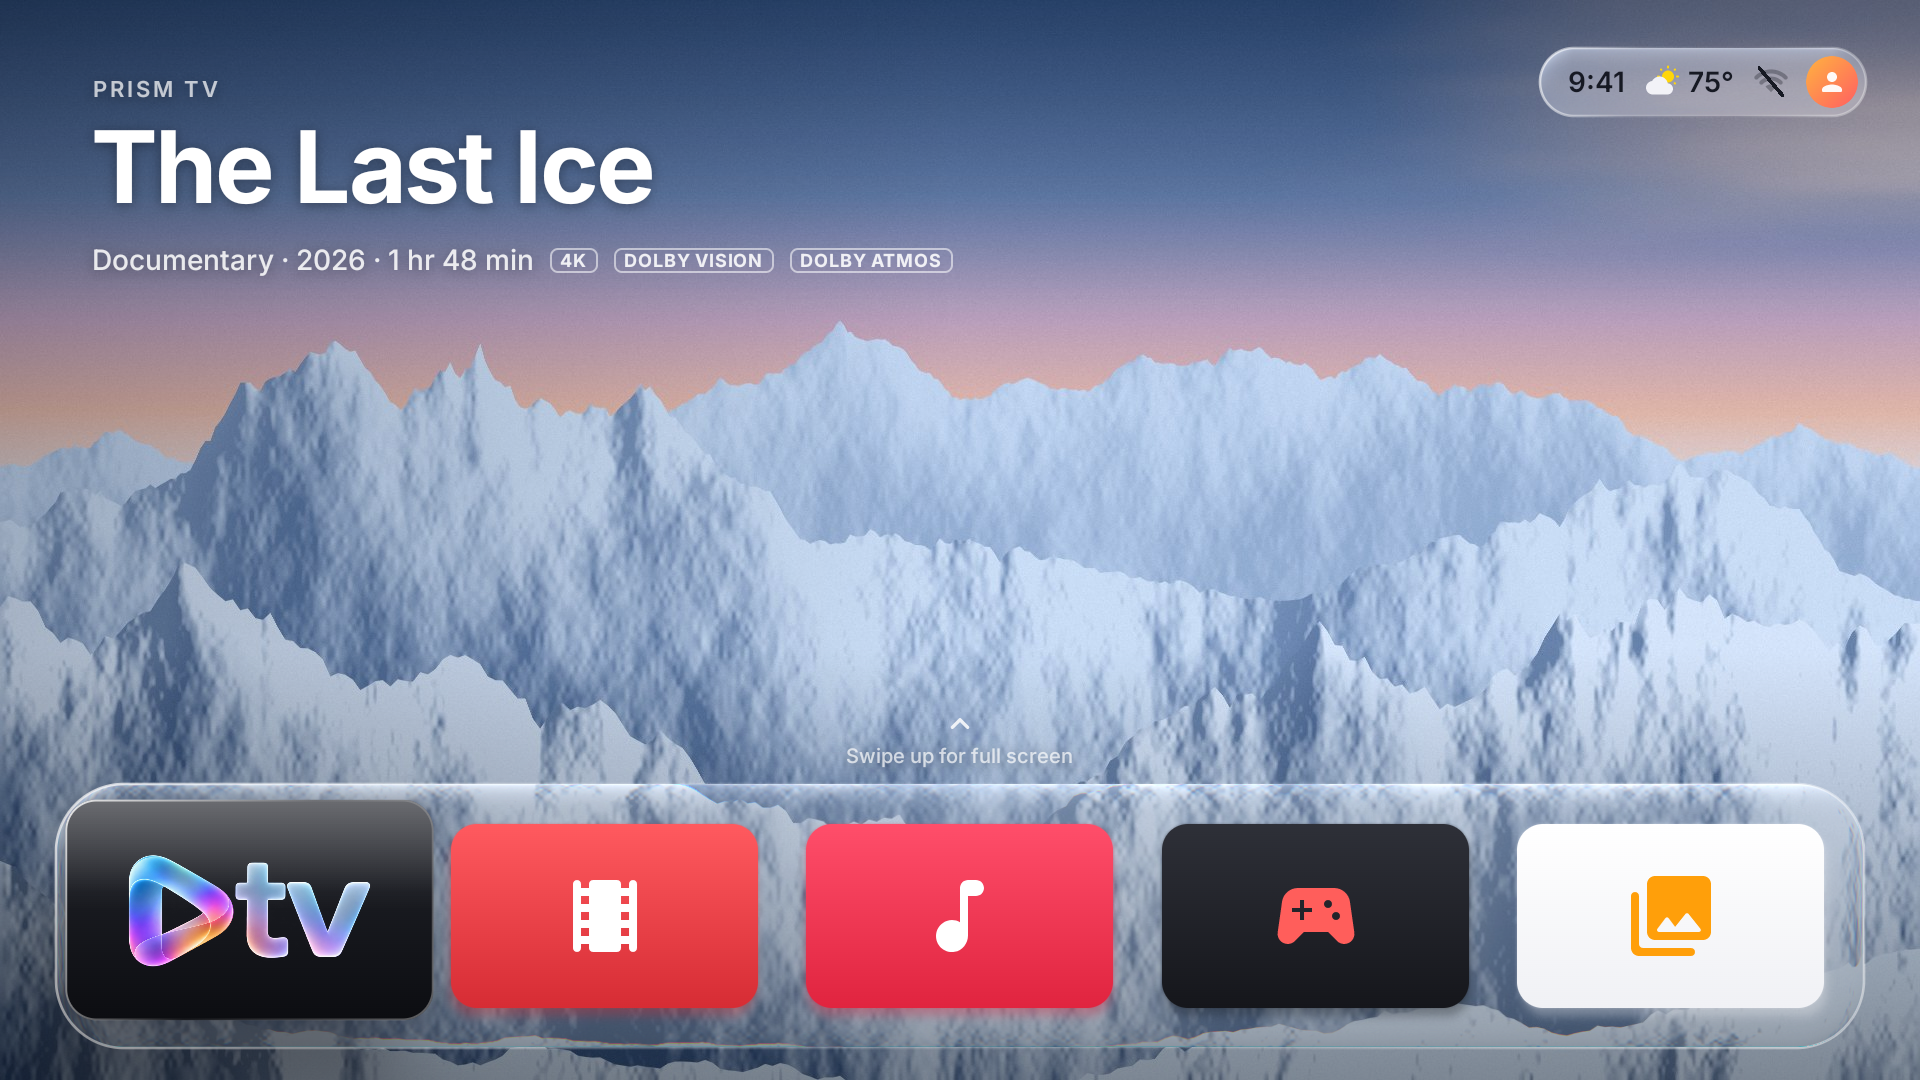 PRISM TV
The Last Ice
Documentary · 2026 · 1 hr 48 min 4K DOLBY VISION DOLBY ATMOS
9:41 75°
Swipe up for full screen
tv